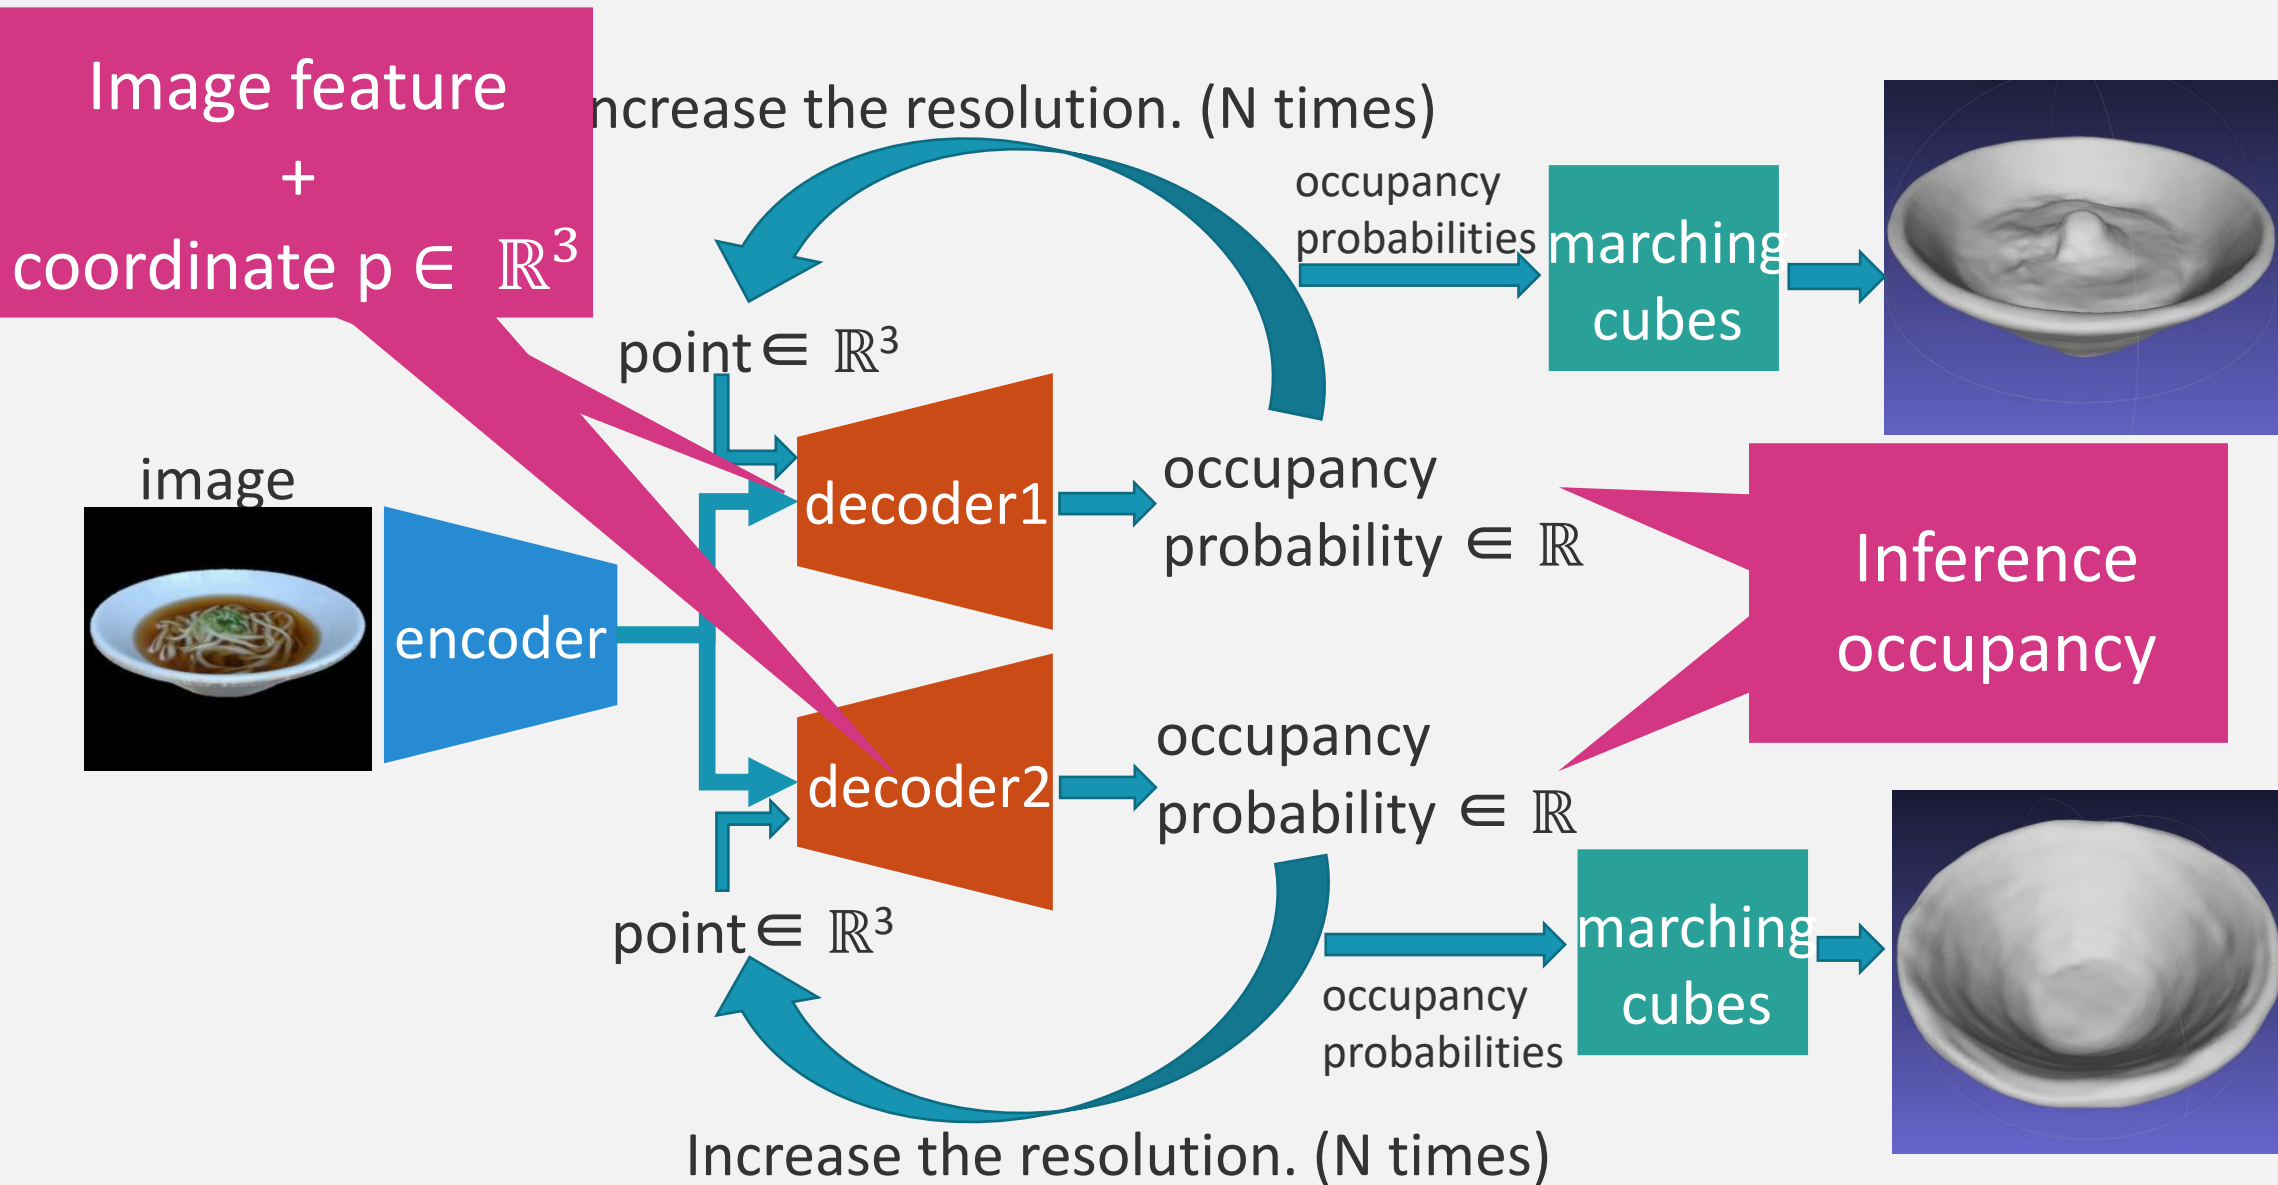 Image feature
+
coordinate p ∈ ℝ³
ncrease the resolution. (N times)
occupancy
probabilities
marching
cubes
point ∈ ℝ³
image
encoder
decoder1
occupancy
probability ∈ ℝ
Inference
occupancy
decoder2
occupancy
probability ∈ ℝ
point ∈ ℝ³
occupancy
probabilities
marching
cubes
Increase the resolution. (N times)